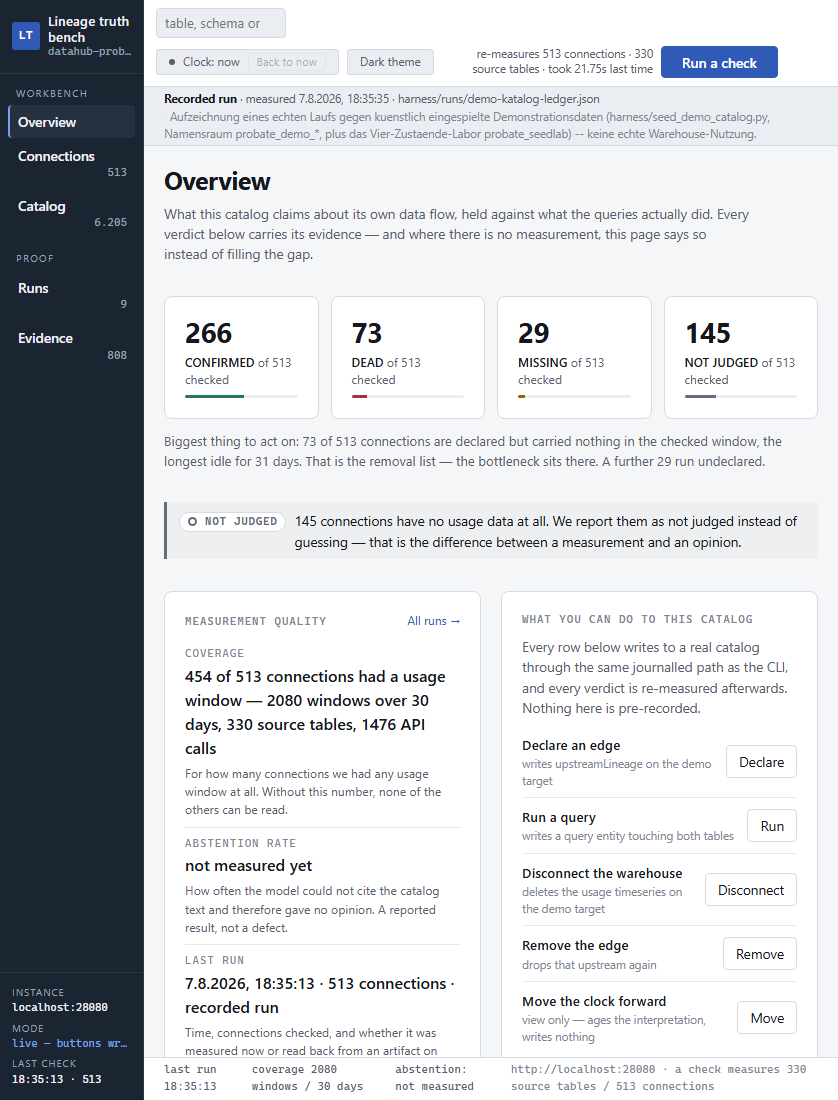 LT
Lineage truth
bench
datahub-prob…
WORKBENCH
Overview
Connections
513
Catalog
6.205
PROOF
Runs
9
Evidence
808
INSTANCE
localhost:28080
MODE
live — buttons wr…
LAST CHECK
18:35:13 · 513
table, schema or
Clock: now
Back to now
Dark theme
re-measures 513 connections · 330
source tables · took 21.75s last time
Run a check
Recorded run · measured 7.8.2026, 18:35:35 · harness/runs/demo-katalog-ledger.json
· Aufzeichnung eines echten Laufs gegen kuenstlich eingespielte Demonstrationsdaten (harness/seed_demo_catalog.py,
Namensraum probate_demo_*, plus das Vier-Zustaende-Labor probate_seedlab) -- keine echte Warehouse-Nutzung.
Overview
What this catalog claims about its own data flow, held against what the queries actually did. Every
verdict below carries its evidence — and where there is no measurement, this page says so
instead of filling the gap.
266
CONFIRMED of 513
checked
73
DEAD of 513
checked
29
MISSING of 513
checked
145
NOT JUDGED of 513
checked
Biggest thing to act on: 73 of 513 connections are declared but carried nothing in the checked window, the
longest idle for 31 days. That is the removal list — the bottleneck sits there. A further 29 run undeclared.
NOT JUDGED
145 connections have no usage data at all. We report them as not judged instead of
guessing — that is the difference between a measurement and an opinion.
MEASUREMENT QUALITY
All runs →
COVERAGE
454 of 513 connections had a usage
window — 2080 windows over 30
days, 330 source tables, 1476 API
calls
For how many connections we had any usage
window at all. Without this number, none of the
others can be read.
ABSTENTION RATE
not measured yet
How often the model could not cite the catalog
text and therefore gave no opinion. A reported
result, not a defect.
LAST RUN
7.8.2026, 18:35:13 · 513 connections ·
recorded run
Time, connections checked, and whether it was
measured now or read back from an artifact on
WHAT YOU CAN DO TO THIS CATALOG
Every row below writes to a real catalog
through the same journalled path as the CLI,
and every verdict is re-measured afterwards.
Nothing here is pre-recorded.
Declare an edge
writes upstreamLineage on the demo
target
Declare
Run a query
writes a query entity touching both tables
Run
Disconnect the warehouse
deletes the usage timeseries on
the demo target
Disconnect
Remove the edge
drops that upstream again
Remove
Move the clock forward
view only — ages the interpretation,
writes nothing
Move
last run
18:35:13
coverage 2080
windows / 30 days
abstention:
not measured
http://localhost:28080 · a check measures 330
source tables / 513 connections